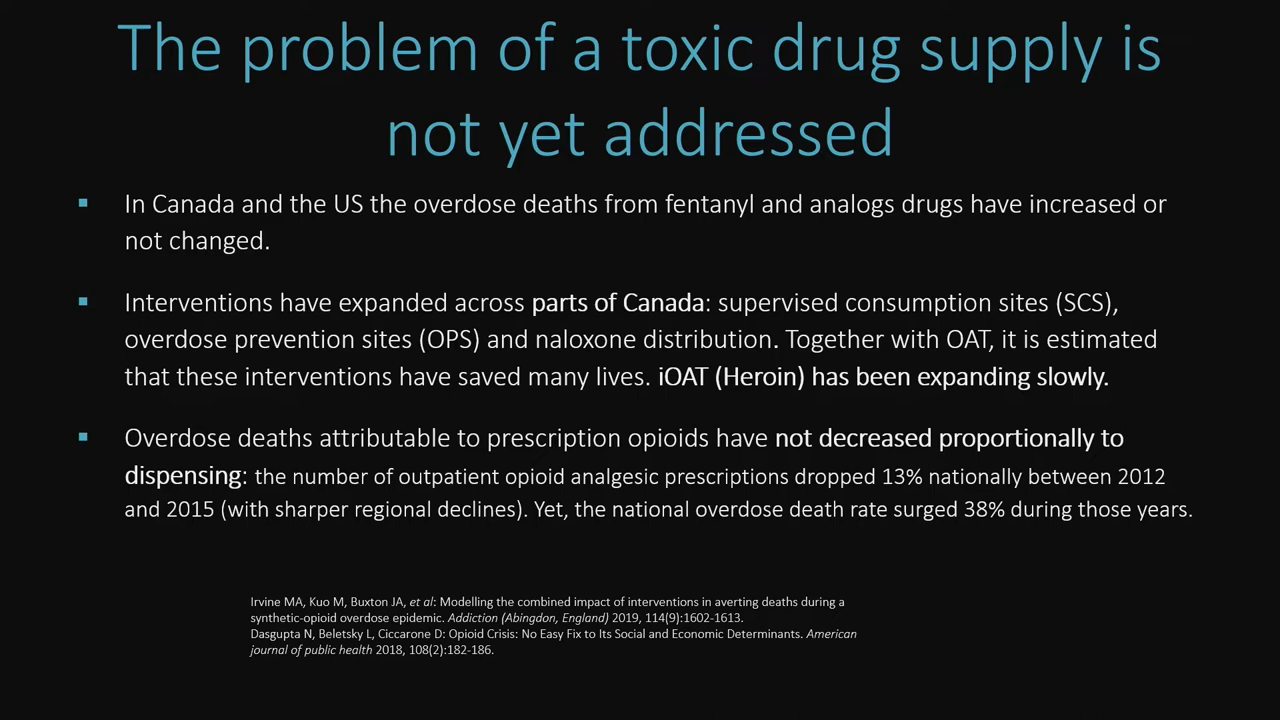 The problem of a toxic drug supply is
not yet addressed
▪ In Canada and the US the overdose deaths from fentanyl and analogs drugs have increased or
not changed.
▪ Interventions have expanded across parts of Canada: supervised consumption sites (SCS),
overdose prevention sites (OPS) and naloxone distribution. Together with OAT, it is estimated
that these interventions have saved many lives. iOAT (Heroin) has been expanding slowly.
▪ Overdose deaths attributable to prescription opioids have not decreased proportionally to
dispensing: the number of outpatient opioid analgesic prescriptions dropped 13% nationally between 2012
and 2015 (with sharper regional declines). Yet, the national overdose death rate surged 38% during those years.
Irvine MA, Kuo M, Buxton JA, et al: Modelling the combined impact of interventions in averting deaths during a
synthetic-opioid overdose epidemic. Addiction (Abingdon, England) 2019, 114(9):1602-1613.
Dasgupta N, Beletsky L, Ciccarone D: Opioid Crisis: No Easy Fix to Its Social and Economic Determinants. American
journal of public health 2018, 108(2):182-186.